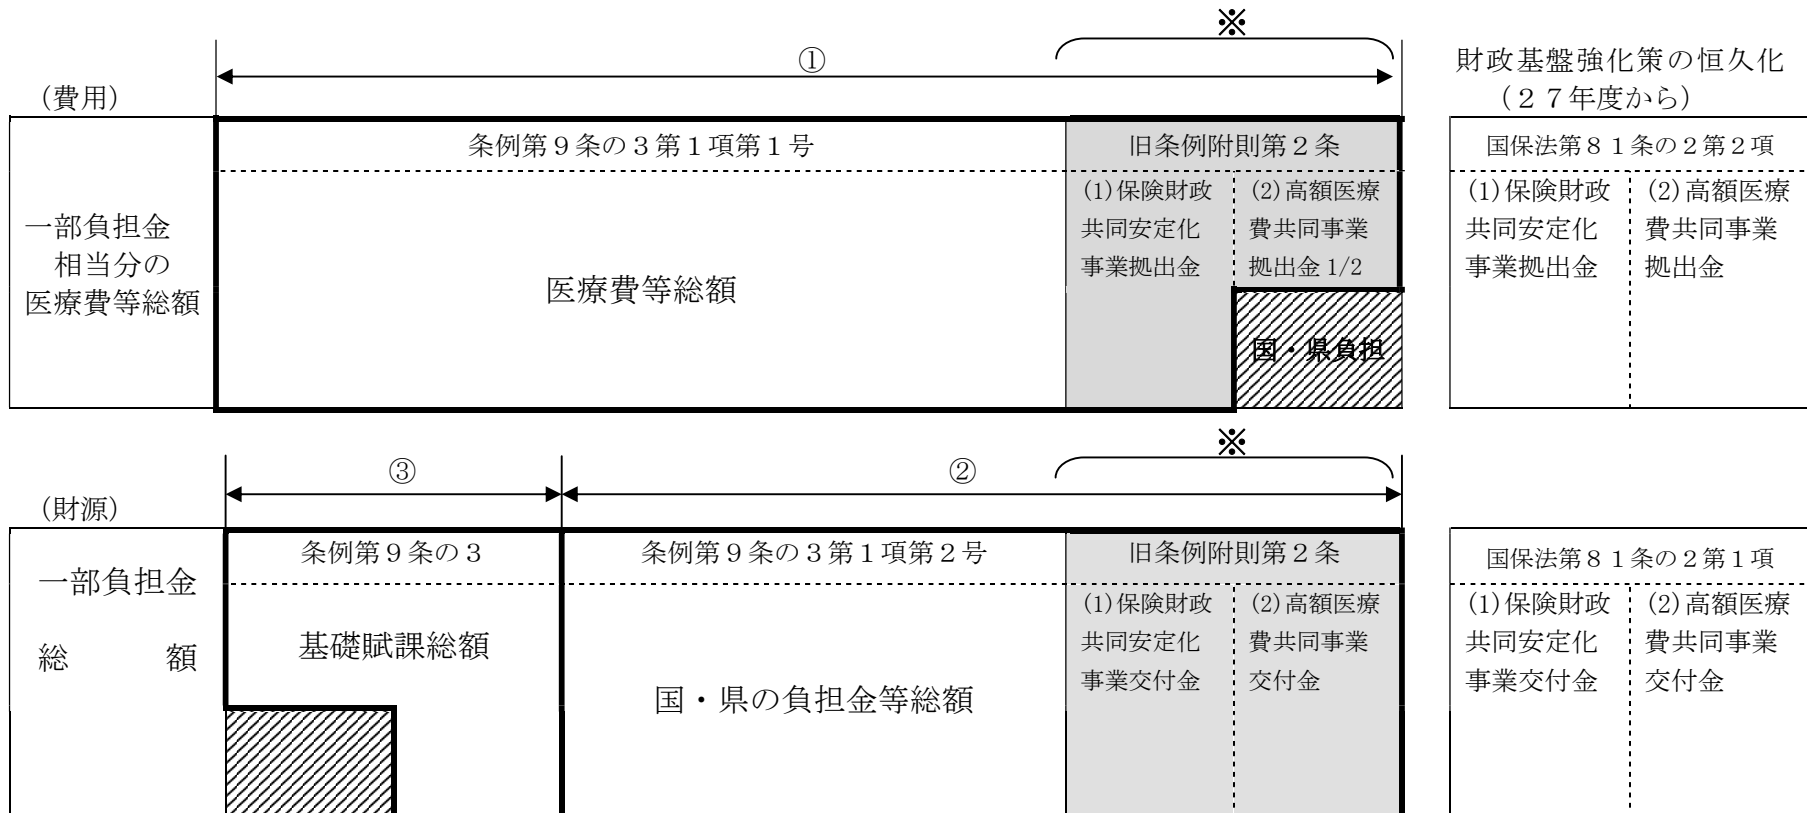 ※
①
財政基盤強化策の恒久化
(費用)
（２７年度から）
条例第９条の３第１項第１号
旧条例附則第２条
国保法第８１条の２第２項
一部負担金
相当分の
医療費等総額
医療費等総額
(1)保険財政
共同安定化
事業拠出金
(2)高額医療
費共同事業
拠出金 1/2
国・県負担
(1)保険財政
共同安定化
事業拠出金
(2)高額医療
費共同事業
拠出金
※
③
②
(財源)
条例第９条の３
条例第９条の３第１項第２号
旧条例附則第２条
国保法第８１条の２第１項
一部負担金
総　　　額
基礎賦課総額
国・県の負担金等総額
(1)保険財政
共同安定化
事業交付金
(2)高額医療
費共同事業
交付金
(1)保険財政
共同安定化
事業交付金
(2)高額医療
費共同事業
交付金